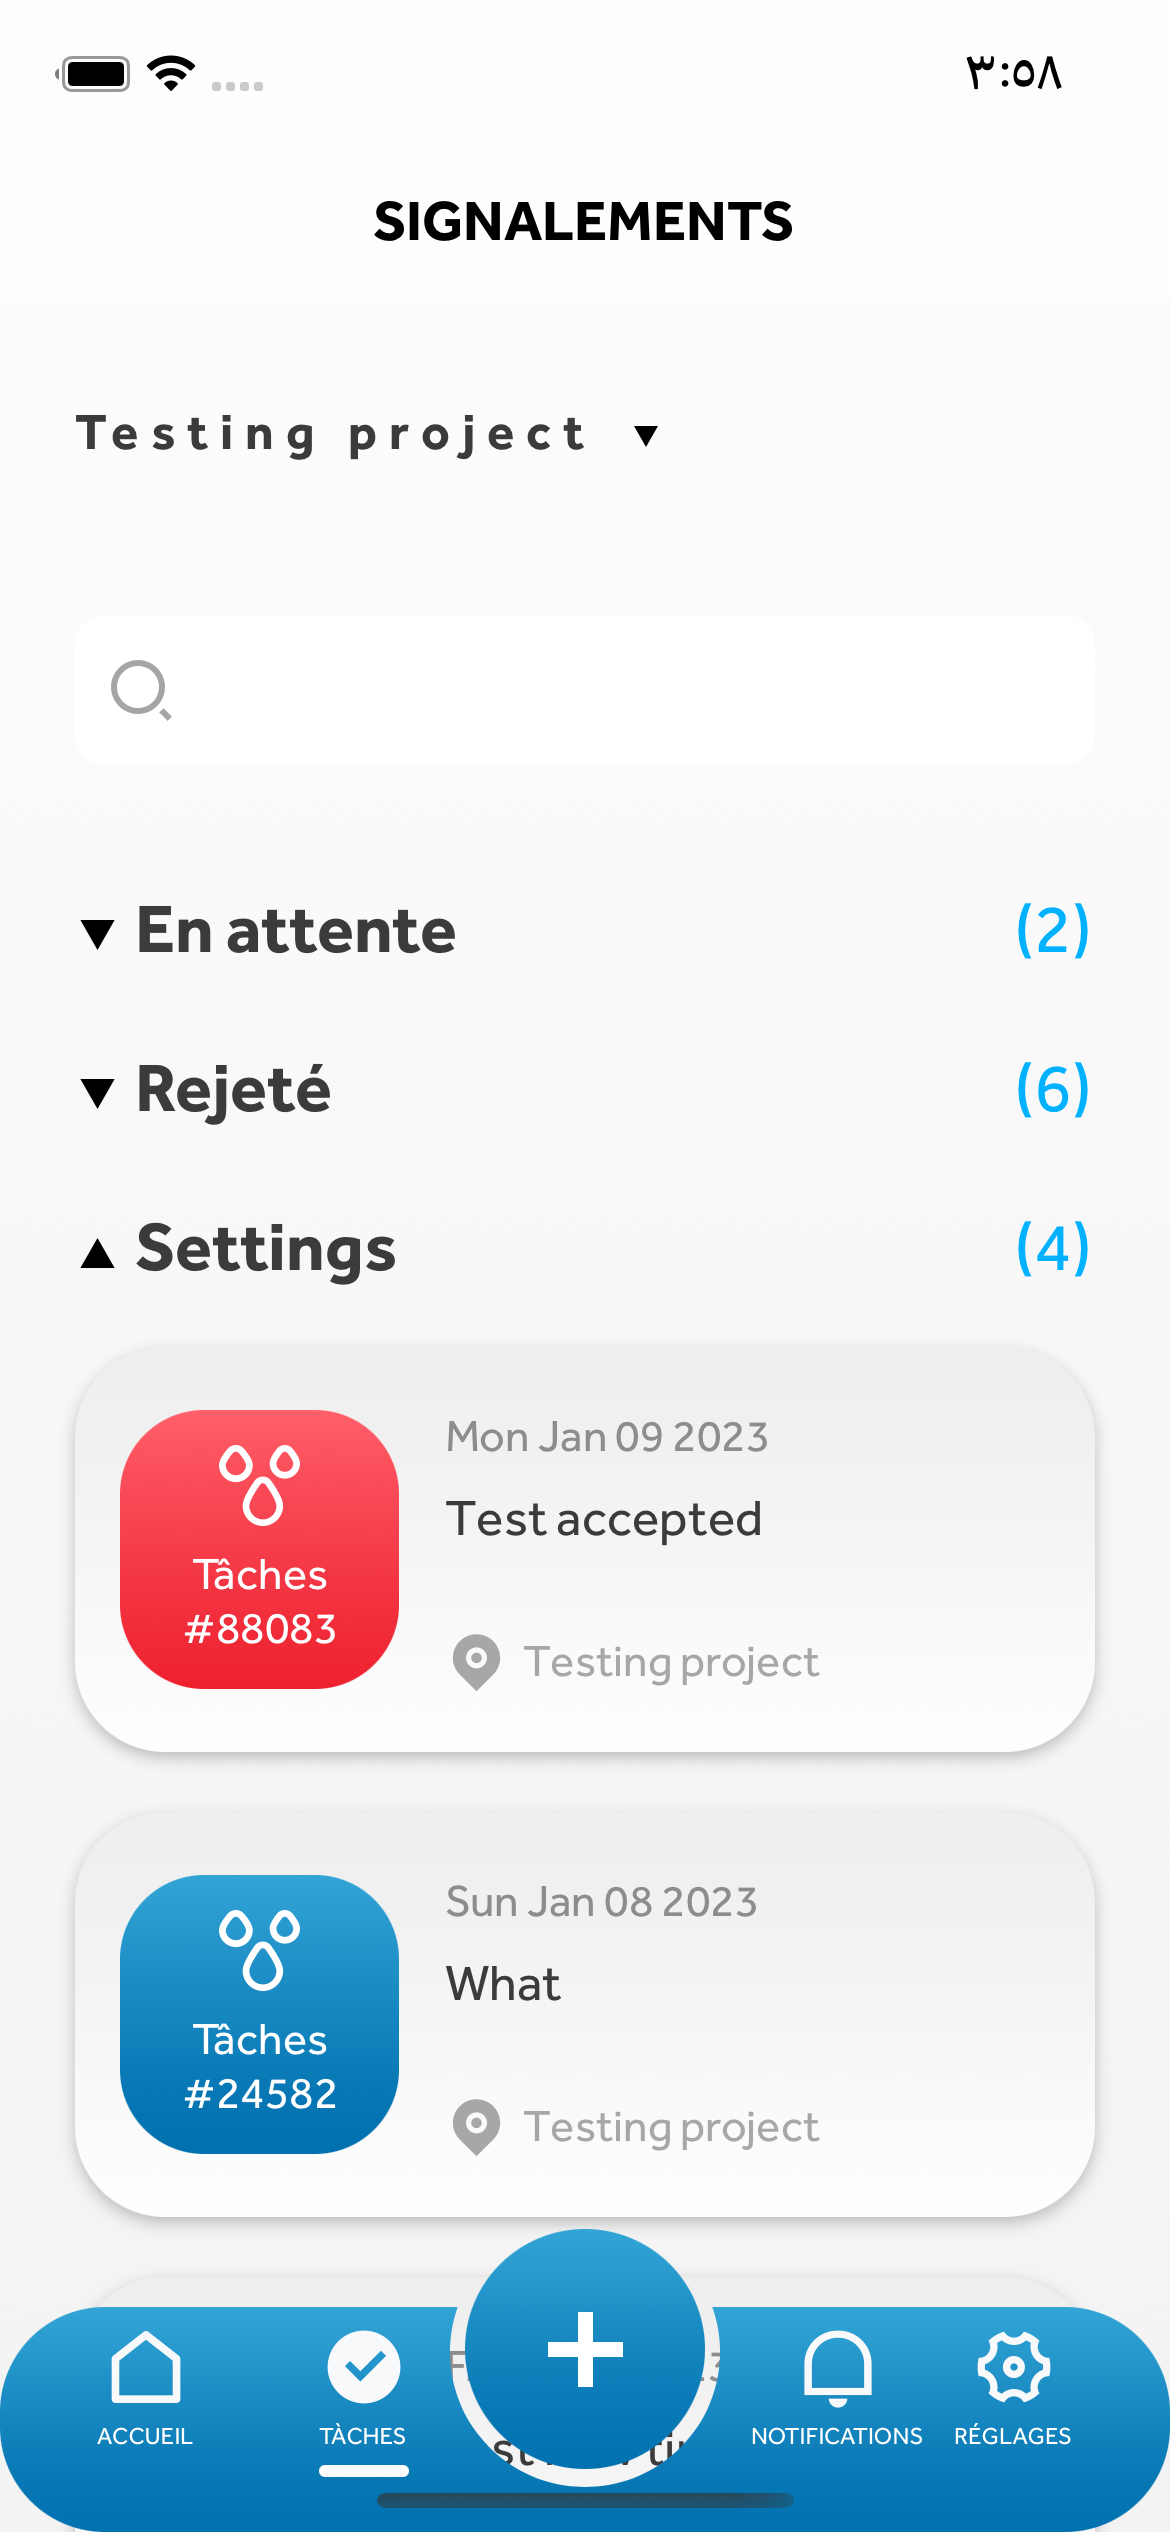 ٣:٥٨
SIGNALEMENTS
Testing project
En attente (2)
Rejeté (6)
Settings (4)
Mon Jan 09 2023
Test accepted
Tâches
#88083
Testing project
Sun Jan 08 2023
What
Tâches
#24582
Testing project
ACCUEIL
TÀCHES
NOTIFICATIONS
RÉGLAGES